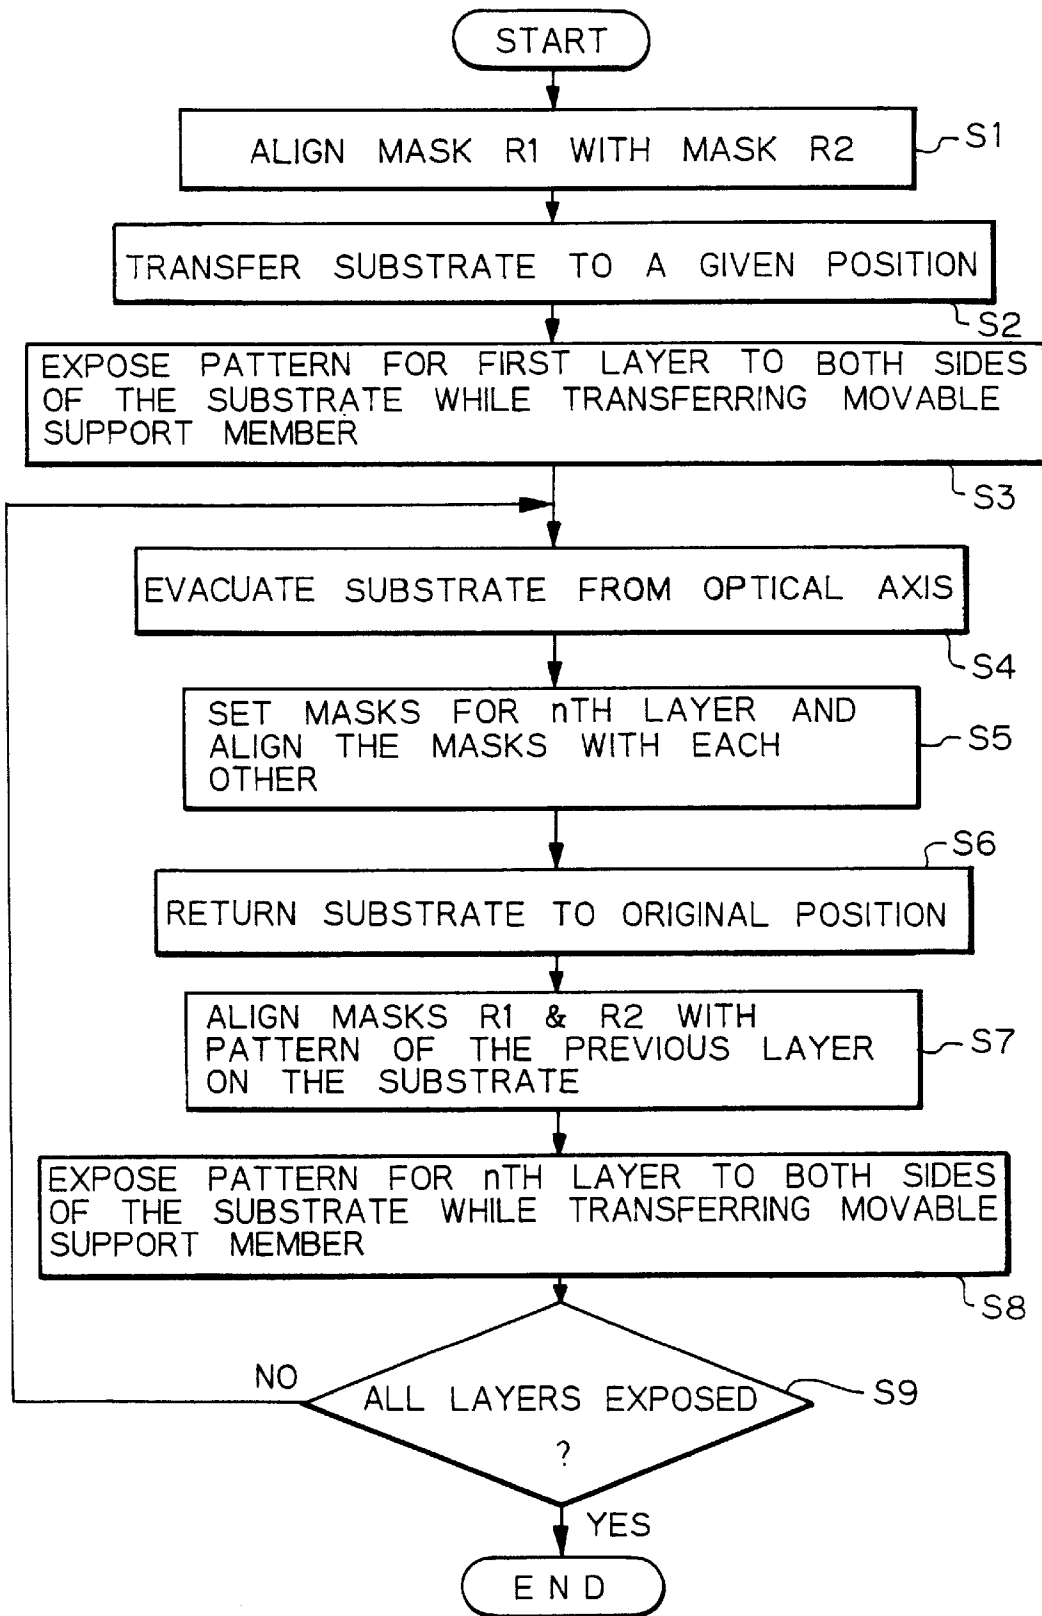 START
ALIGN MASK R1 WITH MASK R2
S1
TRANSFER SUBSTRATE TO A GIVEN POSITION
S2
EXPOSE PATTERN FOR FIRST LAYER TO BOTH SIDES
OF THE SUBSTRATE WHILE TRANSFERRING MOVABLE
SUPPORT MEMBER
S3
EVACUATE SUBSTRATE FROM OPTICAL AXIS
S4
SET MASKS FOR nTH LAYER AND
ALIGN THE MASKS WITH EACH
OTHER
S5
S6
RETURN SUBSTRATE TO ORIGINAL POSITION
ALIGN MASKS R1 & R2 WITH
PATTERN OF THE PREVIOUS LAYER
ON THE SUBSTRATE
S7
EXPOSE PATTERN FOR nTH LAYER TO BOTH SIDES
OF THE SUBSTRATE WHILE TRANSFERRING MOVABLE
SUPPORT MEMBER
S8
NO
ALL LAYERS EXPOSED
?
S9
YES
END